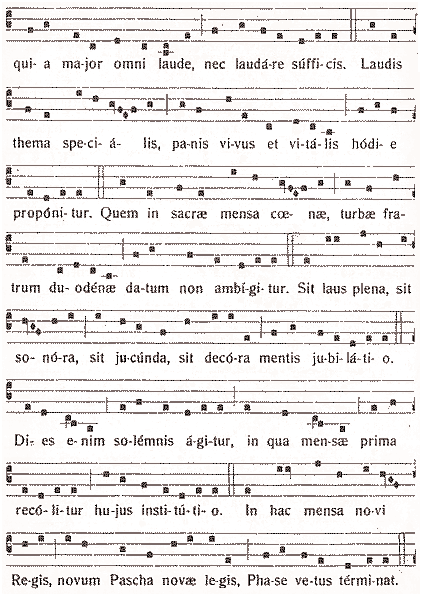 qui- a ma-jor omni laude, nec laudá-re súffi-cis. Laudis
thema spe-ci- á- lis, pa-nis vi-vus et vi-tá-lis hódi- e
propóni-tur. Quem in sacræ mensa cœ- næ, turbæ fra-
trum du- odénæ da-tum non ambí-gi- tur. Sit laus plena, sit
so- nó-ra, sit ju-cúnda, sit decó-ra mentis ju-bi-lá-ti- o.
Di- es e-nim so-lémnis á-gi-tur, in qua men-sæ prima
recó-li-tur hu-jus insti-tú-ti- o. In hac mensa no-vi
Re-gis, novum Pascha novæ le-gis, Pha-se ve-tus términat.